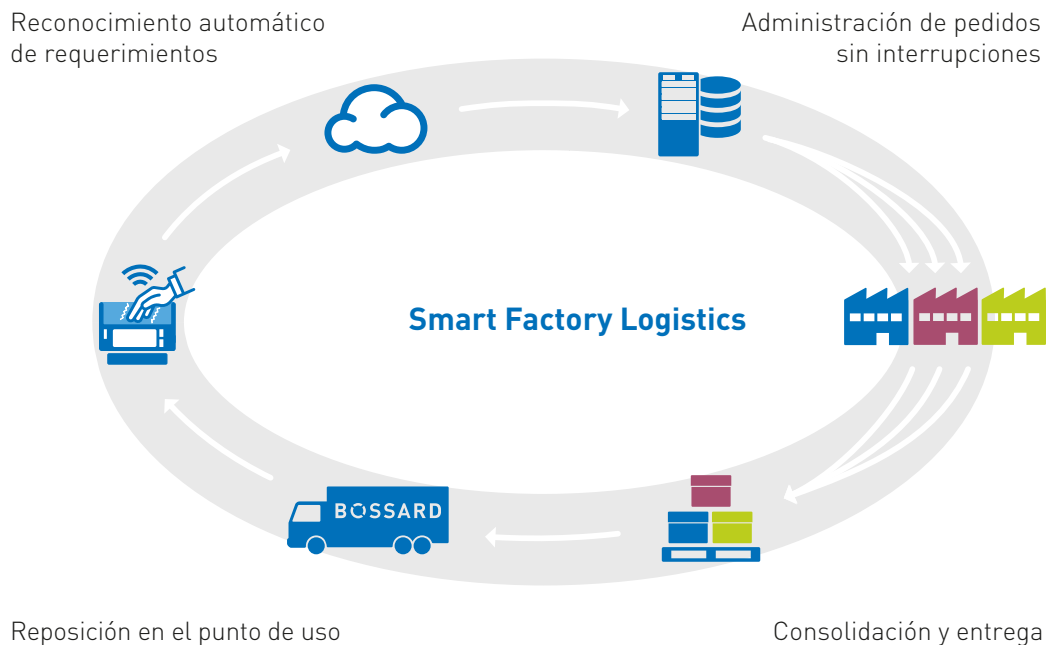 Reconocimiento automático
de requerimientos
Administración de pedidos
sin interrupciones
Smart Factory Logistics
BOSSARD
Reposición en el punto de uso
Consolidación y entrega